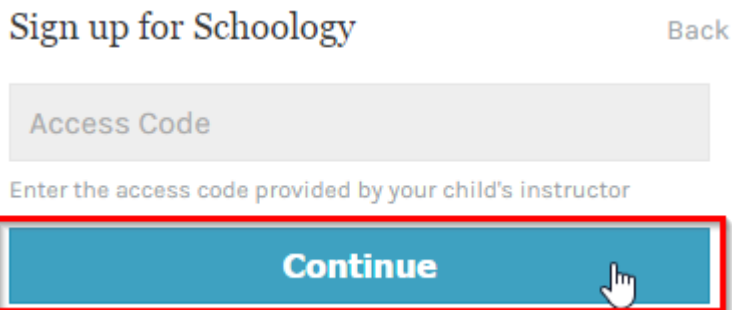 Sign up for Schoology Back
Access Code
Enter the access code provided by your child's instructor
Continue